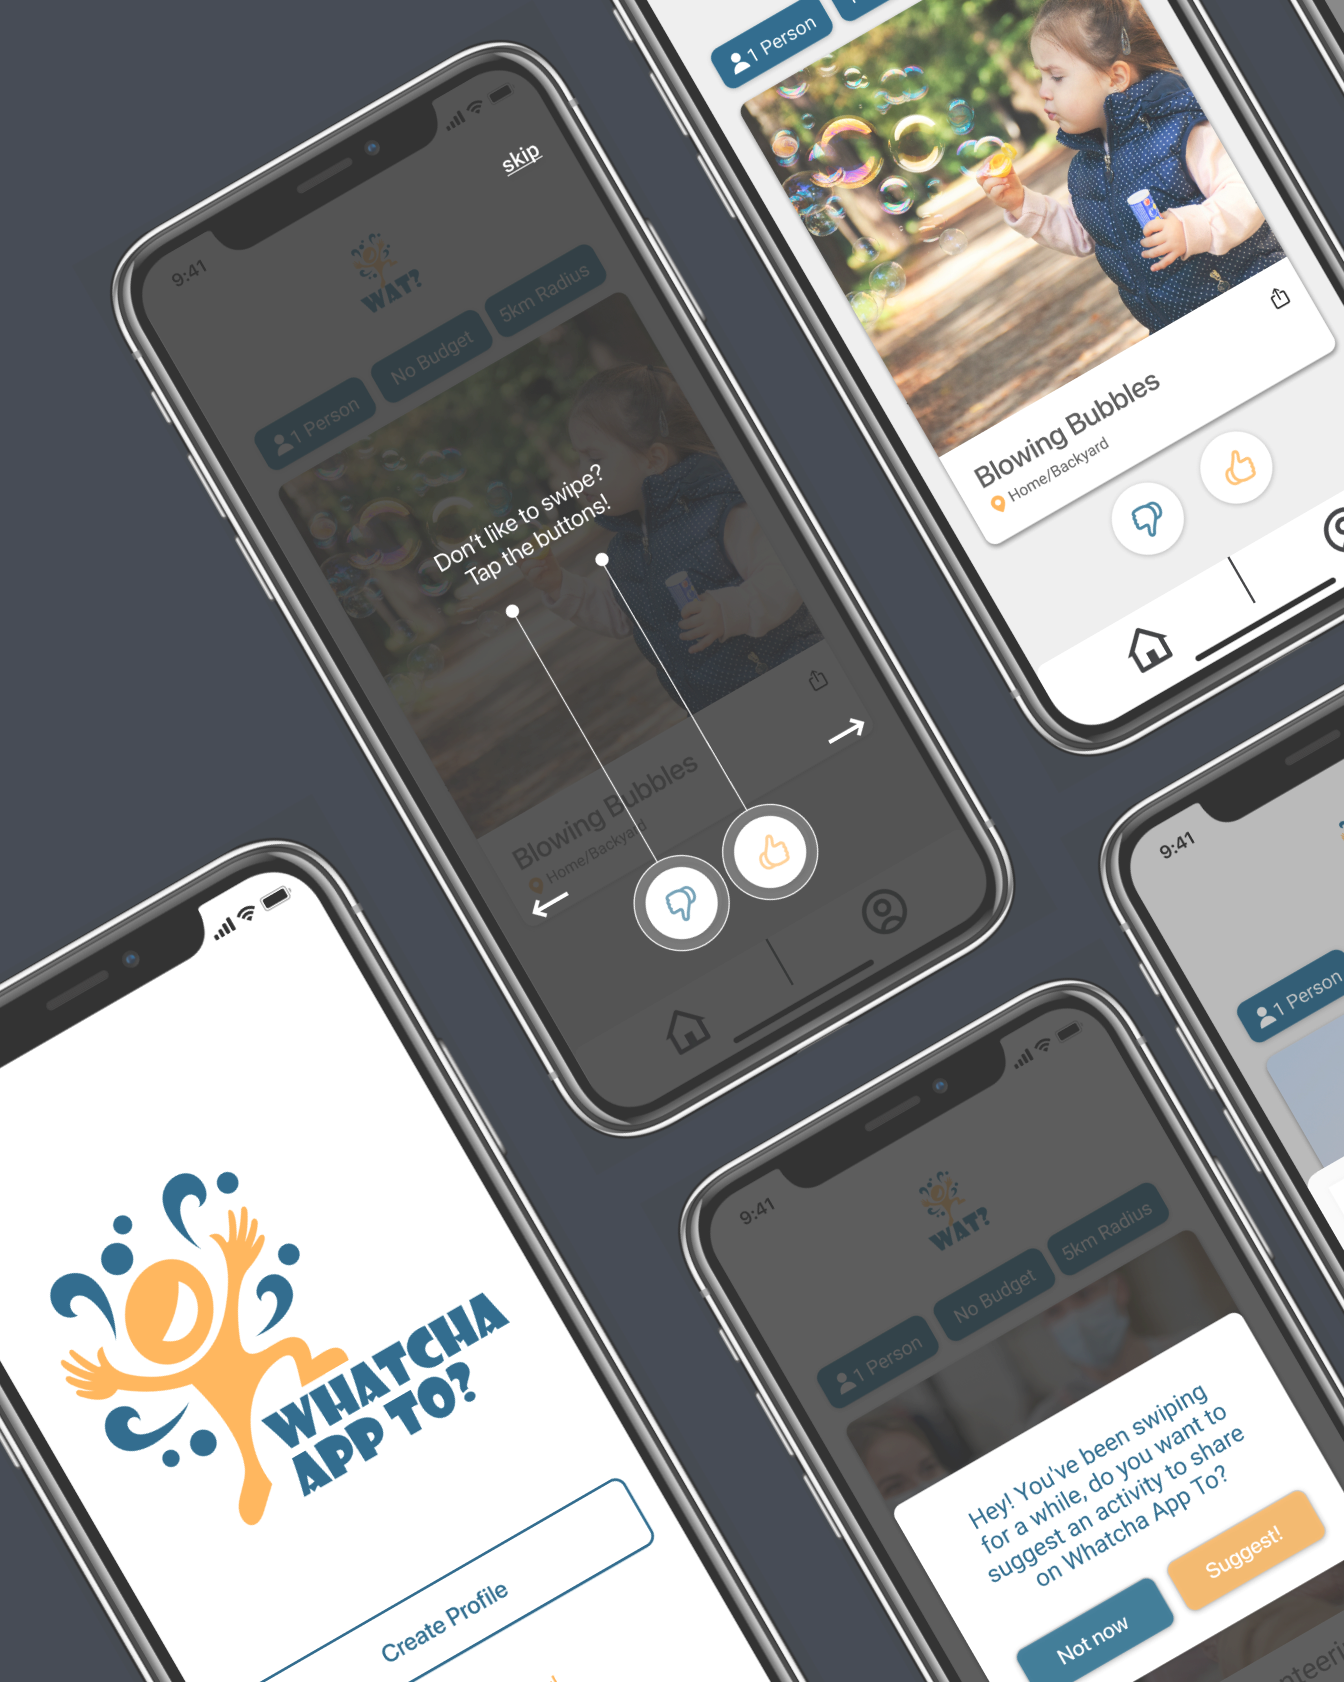 1 Person
Blowing Bubbles
Home/Backyard
9:41
skip
WAT?
1 Person
No Budget
5km Radius
Don't like to swipe?
Tap the buttons!
Blowing Bubbles
Home/Backyard
WHATCHA
APP TO?
Create Profile
9:41
WAT?
1 Person
No Budget
5km Radius
Hey! You've been swiping
for a while, do you want to
suggest an activity to share
on Whatcha App To?
Not now
Suggest!
9:41
1 Person